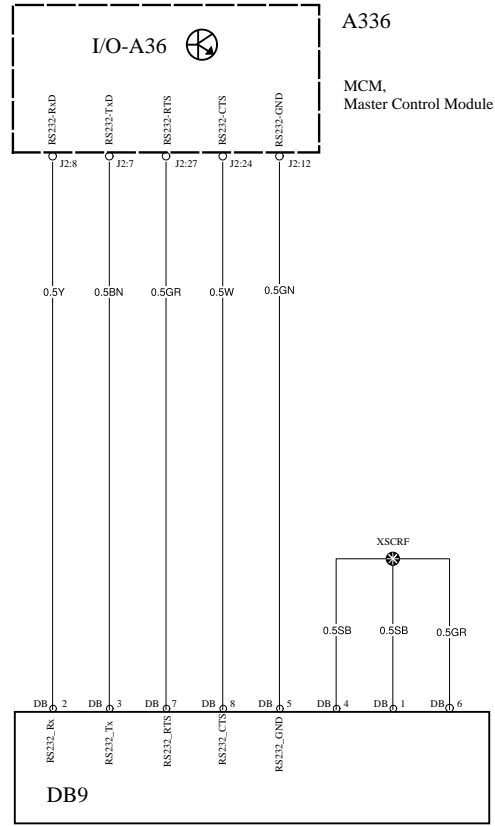 A336
I/O-A36
MCM,
Master Control Module
RS232-RxD
RS232-TxD
RS232-RTS
RS232-CTS
RS232-GND
J2:8
J2:7
J2:27
J2:24
J2:12
0.5Y
0.5BN
0.5GR
0.5W
0.5GN
XSCRF
0.5SB
0.5SB
0.5GR
DB 2
DB 3
DB 7
DB 8
DB 5
DB 4
DB 1
DB 6
RS232_Rx
RS232_Tx
RS232_RTS
RS232_CTS
RS232_GND
DB9